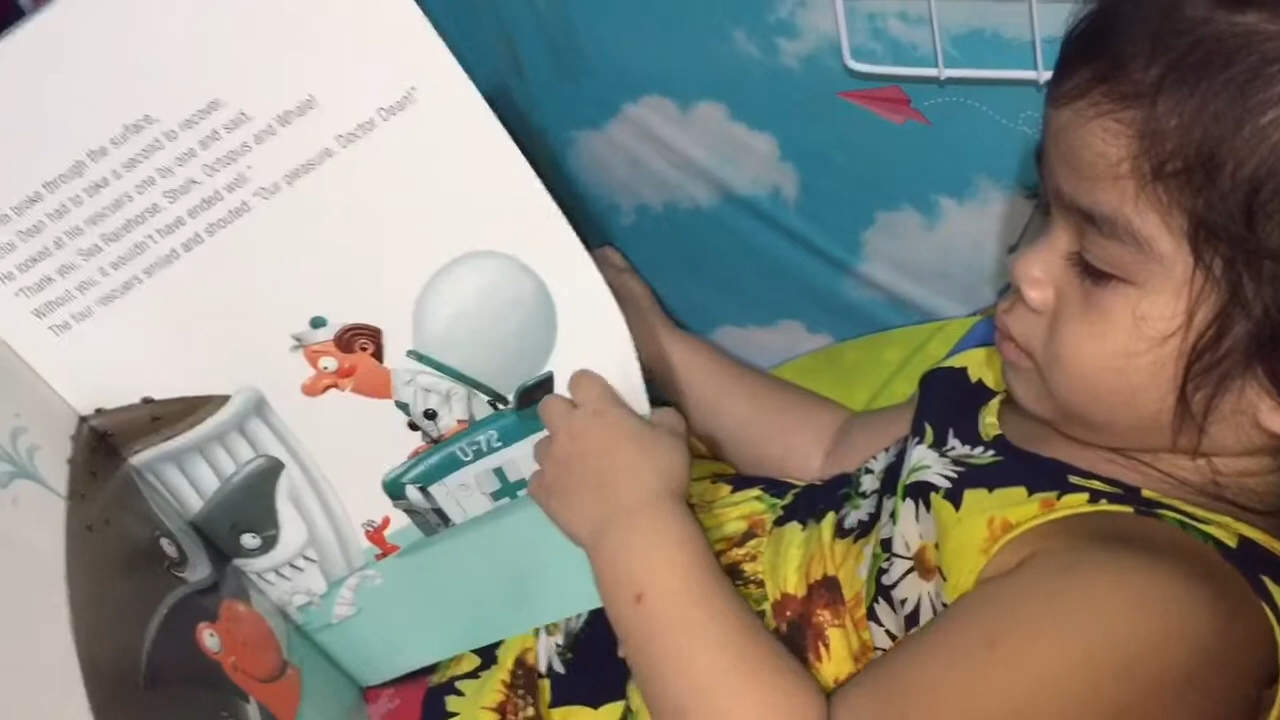 broke through the surface,
Dean had to take a second to recover.
He looked at his rescuers one by one and said,
"Thank you, Sea Racehorse, Shark, Octopus and Whale!
Without you, it wouldn't have ended well."
The four rescuers smiled and shouted: "Our pleasure, Doctor Dean!"
U-72